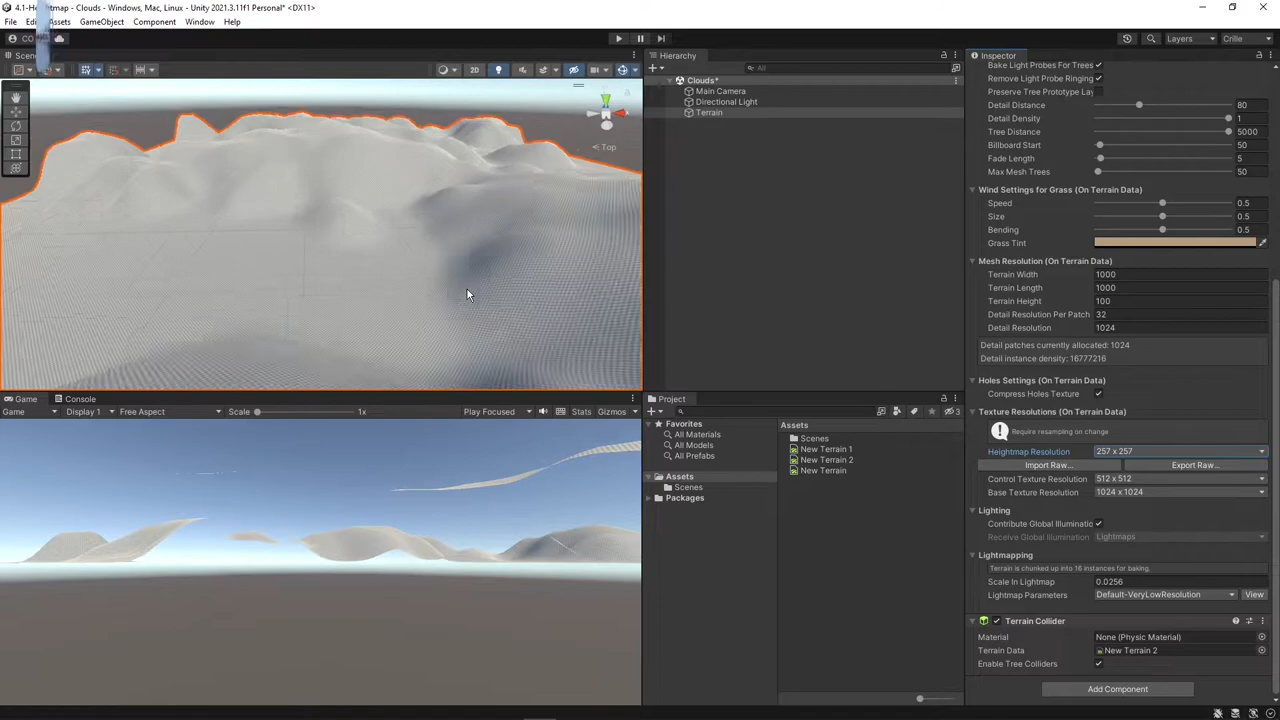 4.1-Heightmap - Clouds - Windows, Mac, Linux - Unity 2021.3.11f1 Personal* <DX11>
File Edit Assets GameObject Component Window Help
Layers Crille
Scene
2D
Top
Hierarchy
All
Clouds*
Main Camera
Directional Light
Terrain
Game Console
Game Display 1 Free Aspect Scale 1x Play Focused Stats Gizmos
Project
3
Favorites
All Materials
All Models
All Prefabs
Assets
Scenes
Packages
Assets
Scenes
New Terrain 1
New Terrain 2
New Terrain
Inspector
Bake Light Probes For Trees
Remove Light Probe Ringing
Preserve Tree Prototype Lay
Detail Distance 80
Detail Density 1
Tree Distance 5000
Billboard Start 50
Fade Length 5
Max Mesh Trees 50
Wind Settings for Grass (On Terrain Data)
Speed 0.5
Size 0.5
Bending 0.5
Grass Tint
Mesh Resolution (On Terrain Data)
Terrain Width 1000
Terrain Length 1000
Terrain Height 100
Detail Resolution Per Patch 32
Detail Resolution 1024
Detail patches currently allocated: 1024
Detail instance density: 16777216
Holes Settings (On Terrain Data)
Compress Holes Texture
Texture Resolutions (On Terrain Data)
Require resampling on change
Heightmap Resolution 257 x 257
Import Raw... Export Raw...
Control Texture Resolution 512 x 512
Base Texture Resolution 1024 x 1024
Lighting
Contribute Global Illuminatio
Receive Global Illumination Lightmaps
Lightmapping
Terrain is chunked up into 16 instances for baking.
Scale In Lightmap 0.0256
Lightmap Parameters Default-VeryLowResolution View
Terrain Collider
Material None (Physic Material)
Terrain Data New Terrain 2
Enable Tree Colliders
Add Component